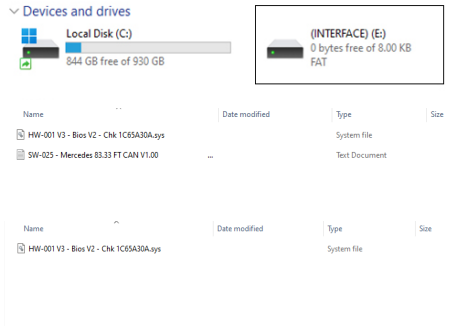 Devices and drives
Local Disk (C:)
844 GB free of 930 GB
(INTERFACE) (E:)
0 bytes free of 8.00 KB
FAT
Name Date modified Type Size
HW-001 V3 - Bios V2 - Chk 1C65A30A.sys System file
SW-025 - Mercedes 83.33 FT CAN V1.00 ... Text Document
Name Date modified Type Size
HW-001 V3 - Bios V2 - Chk 1C65A30A.sys System file